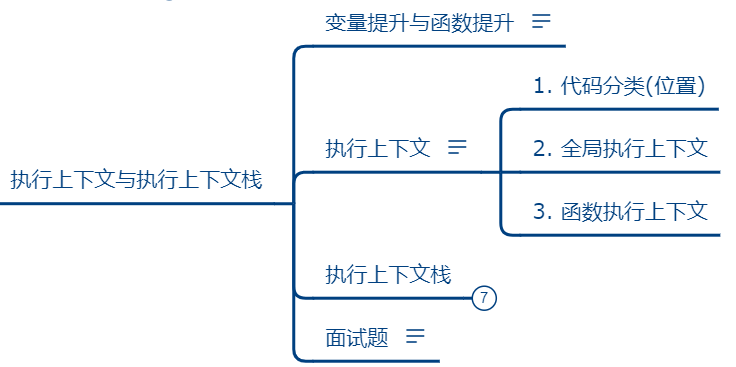 变量提升与函数提升
1. 代码分类(位置)
执行上下文
2. 全局执行上下文
执行上下文与执行上下文栈
3. 函数执行上下文
执行上下文栈
7
面试题